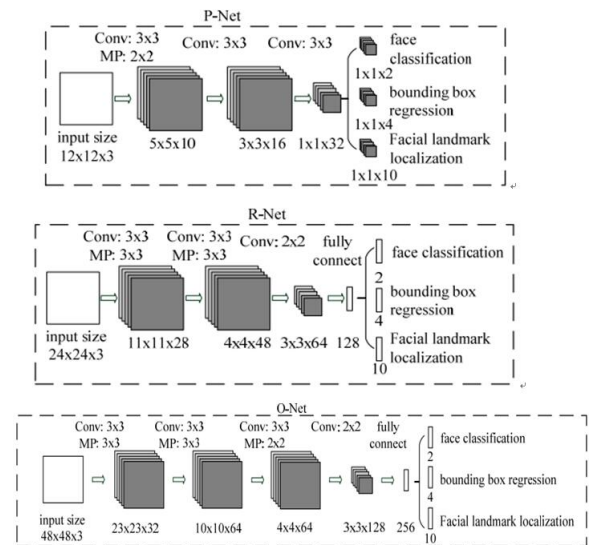 P-Net
Conv: 3x3 Conv: 3x3 Conv: 3x3
MP: 2x2
face
classification
1x1x2
bounding box
regression
1x1x4
Facial landmark
localization
1x1x10
input size
12x12x3
5x5x10
3x3x16
1x1x32
R-Net
Conv: 3x3 Conv: 3x3 Conv: 2x2 fully
MP: 3x3 MP: 3x3 connect
face classification
2
bounding box
regression
4
Facial landmark
localization
10
input size
24x24x3
11x11x28
4x4x48
3x3x64
128
O-Net
Conv: 3x3 Conv: 3x3 Conv: 3x3 Conv: 2x2 fully
MP: 3x3 MP: 3x3 MP: 2x2 connect
face classification
2
bounding box regression
4
Facial landmark localization
10
input size
48x48x3
23x23x32
10x10x64
4x4x64
3x3x128
256